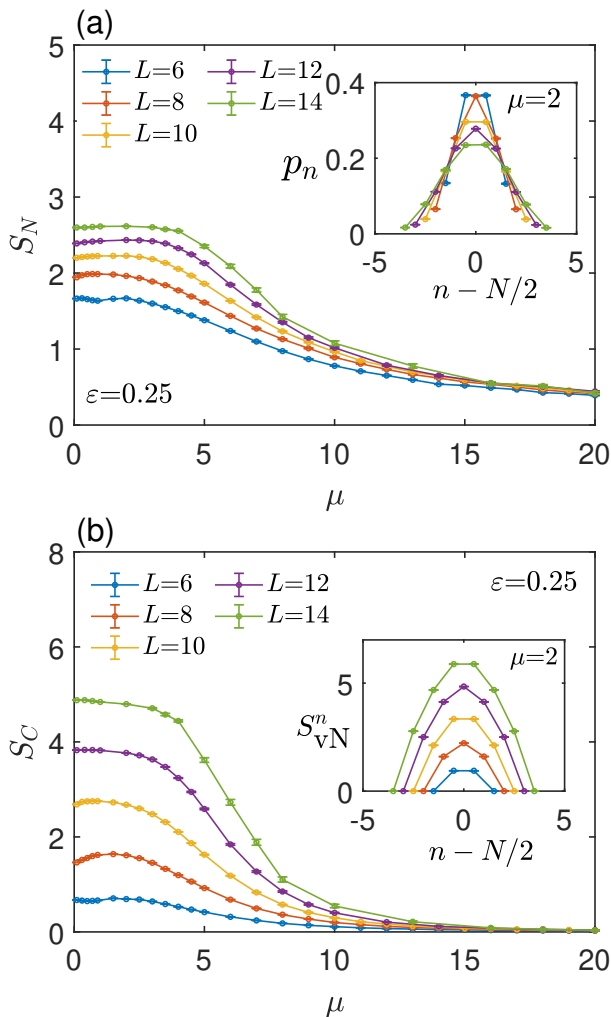 (a)
5
4
3
2
1
0
S_N
L=6
L=8
L=10
L=12
L=14
ε=0.25
0 5 10 15 20
μ
0.4
0.2
0
p_n
μ=2
-5 0 5
n − N/2
(b)
8
6
4
2
0
S_C
L=6
L=8
L=10
L=12
L=14
ε=0.25
5
0
S^n_vN
μ=2
-5 0 5
n − N/2
0 5 10 15 20
μ